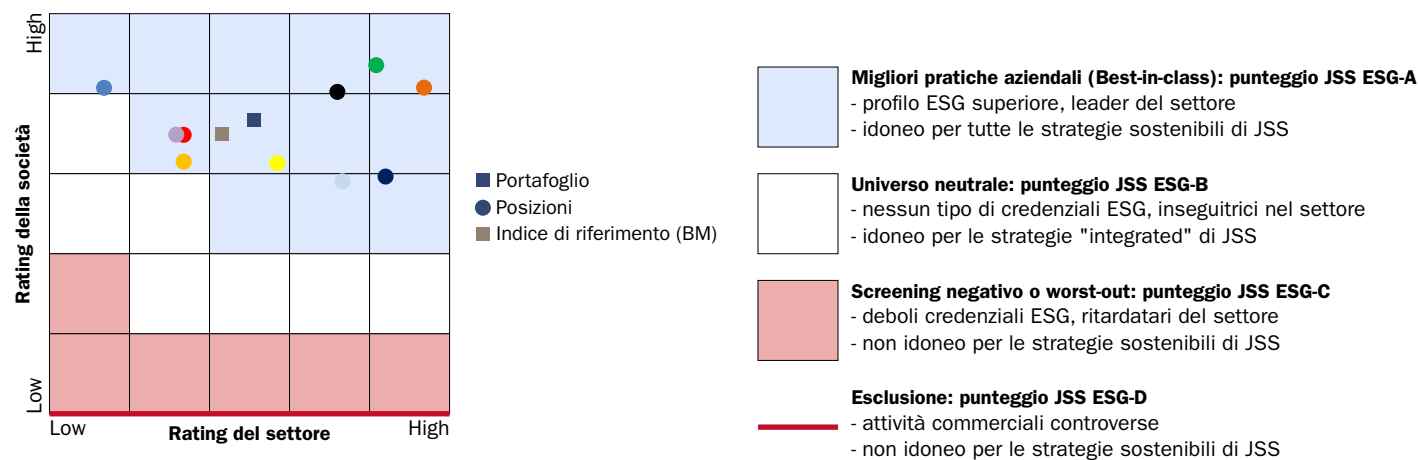 High
Rating della società
Low
Low
Rating del settore
High
Portafoglio
Posizioni
Indice di riferimento (BM)
Migliori pratiche aziendali (Best-in-class): punteggio JSS ESG-A
- profilo ESG superiore, leader del settore
- idoneo per tutte le strategie sostenibili di JSS
Universo neutrale: punteggio JSS ESG-B
- nessun tipo di credenziali ESG, inseguitrici nel settore
- idoneo per le strategie "integrated" di JSS
Screening negativo o worst-out: punteggio JSS ESG-C
- deboli credenziali ESG, ritardatari del settore
- non idoneo per le strategie sostenibili di JSS
Esclusione: punteggio JSS ESG-D
- attività commerciali controverse
- non idoneo per le strategie sostenibili di JSS